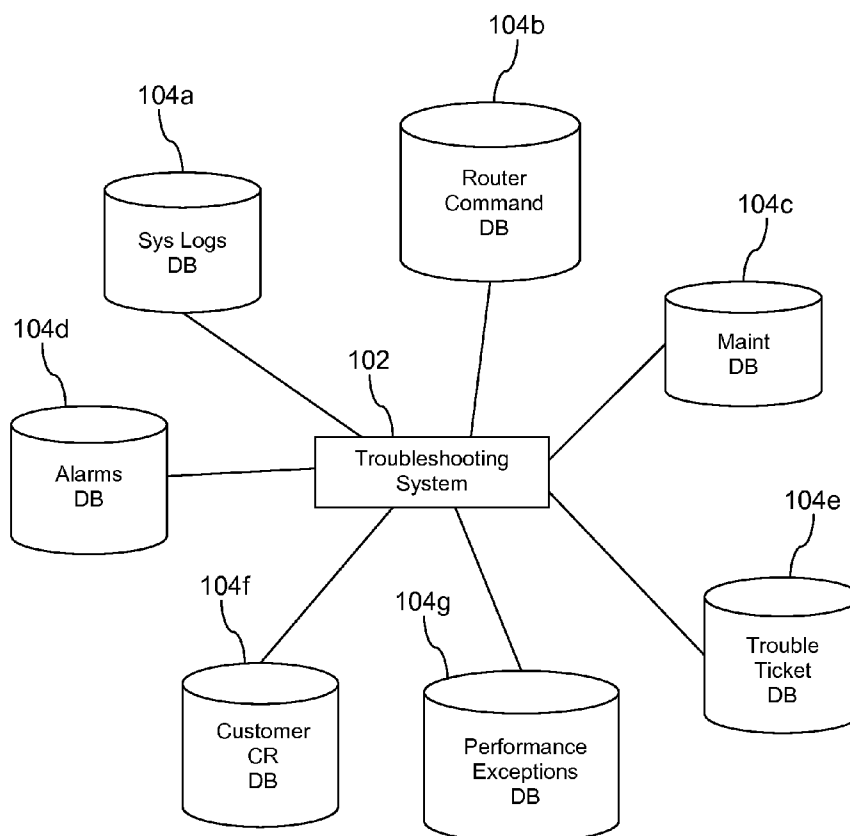 104b
104a
Router
Command
DB
104c
Sys Logs
DB
Maint
DB
104d
102
Troubleshooting
System
Alarms
DB
104e
104f
104g
Trouble
Ticket
DB
Customer
CR
DB
Performance
Exceptions
DB